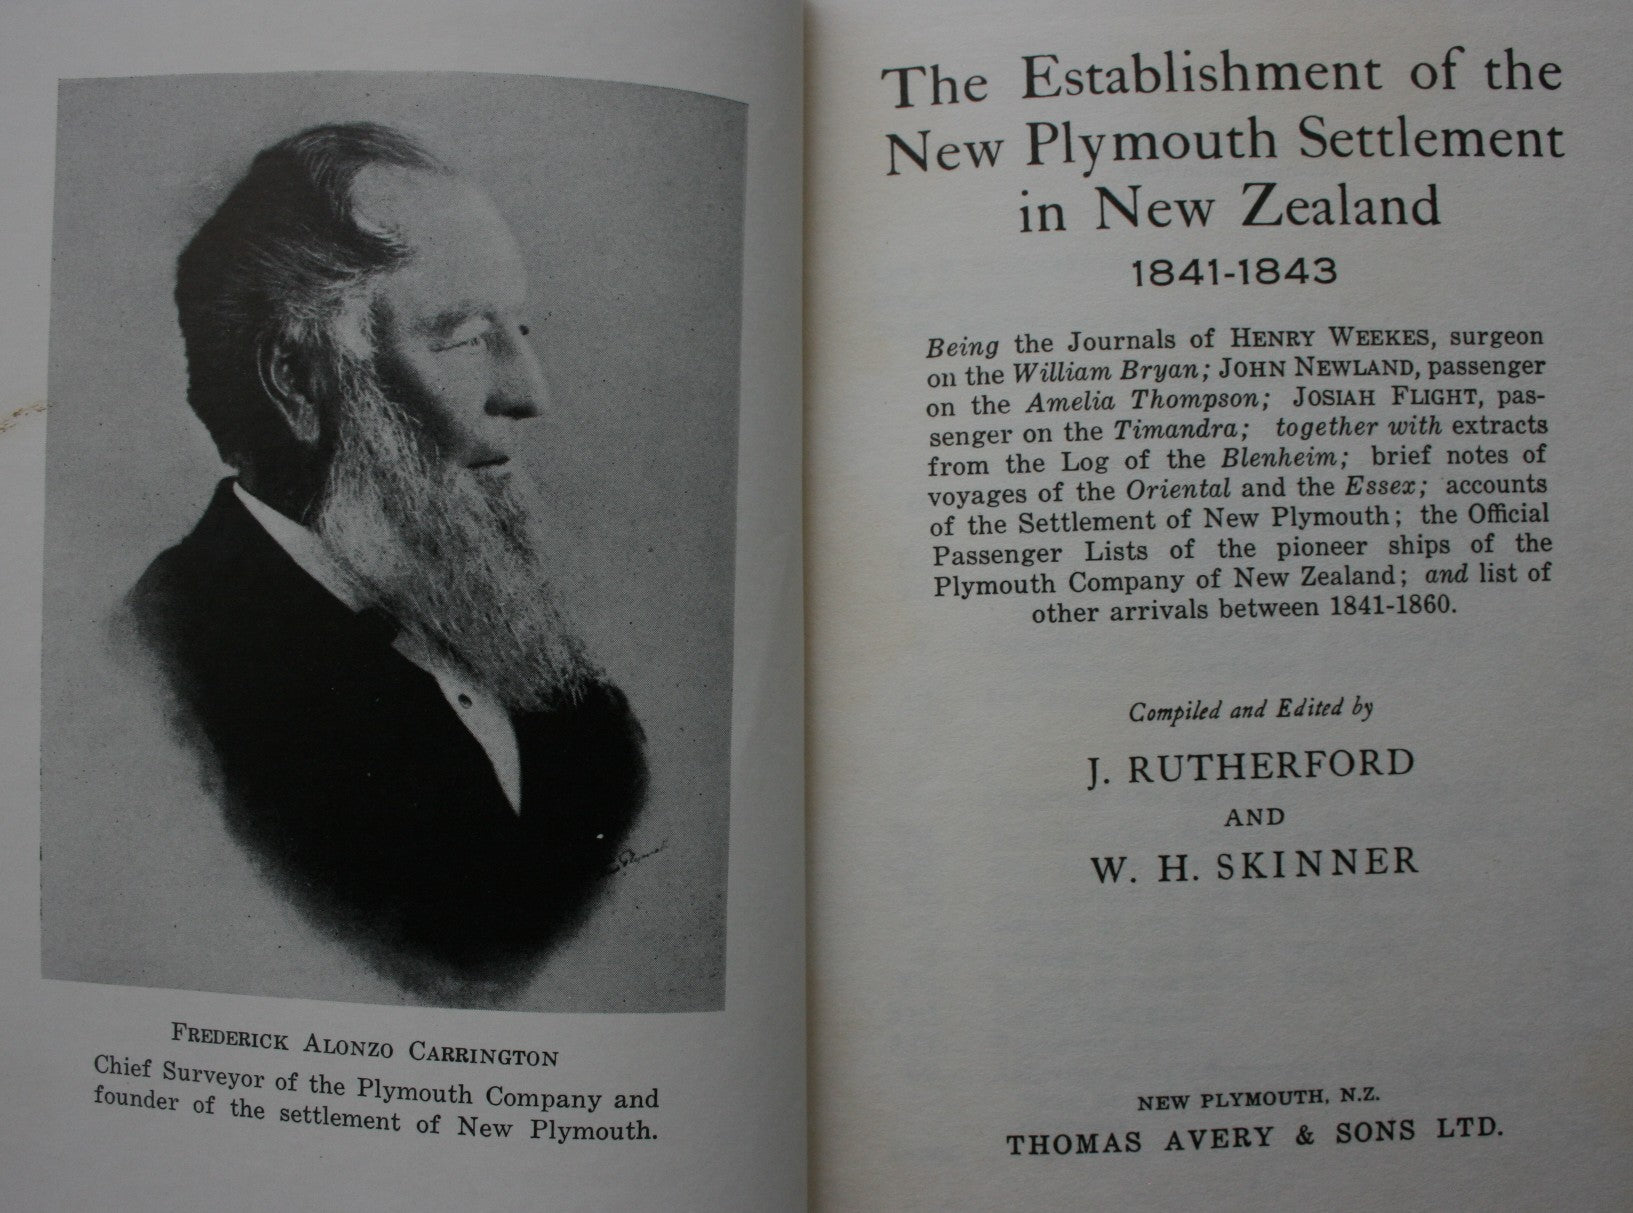 FREDERICK ALONZO CARRINGTON
Chief Surveyor of the Plymouth Company and
founder of the settlement of New Plymouth.
The Establishment of the
New Plymouth Settlement
in New Zealand
1841-1843
Being the Journals of HENRY WEEKES, surgeon
on the William Bryan; JOHN NEWLAND, passenger
on the Amelia Thompson; JOSIAH FLIGHT, pas-
senger on the Timandra; together with extracts
from the Log of the Blenheim; brief notes of
voyages of the Oriental and the Essex; accounts
of the Settlement of New Plymouth; the Official
Passenger Lists of the pioneer ships of the
Plymouth Company of New Zealand; and list of
other arrivals between 1841-1860.
Compiled and Edited by
J. RUTHERFORD
AND
W. H. SKINNER
NEW PLYMOUTH, N.Z.
THOMAS AVERY & SONS LTD.